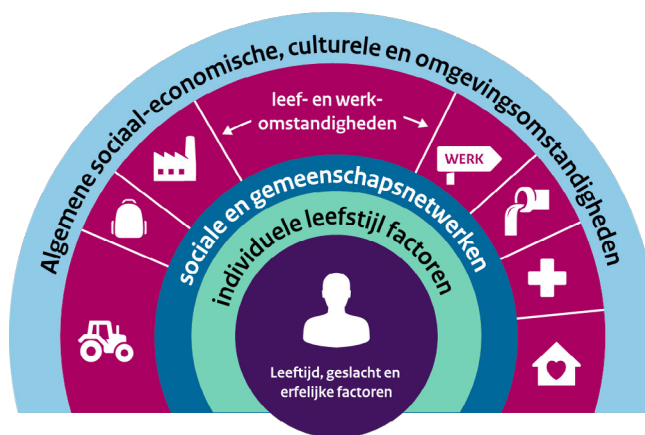 Algemene sociaal-economische, culturele en omgevingsomstandigheden
leef- en werk-
omstandigheden
WERK
sociale en gemeenschapsnetwerken
individuele leefstijl factoren
Leeftijd, geslacht en
erfelijke factoren